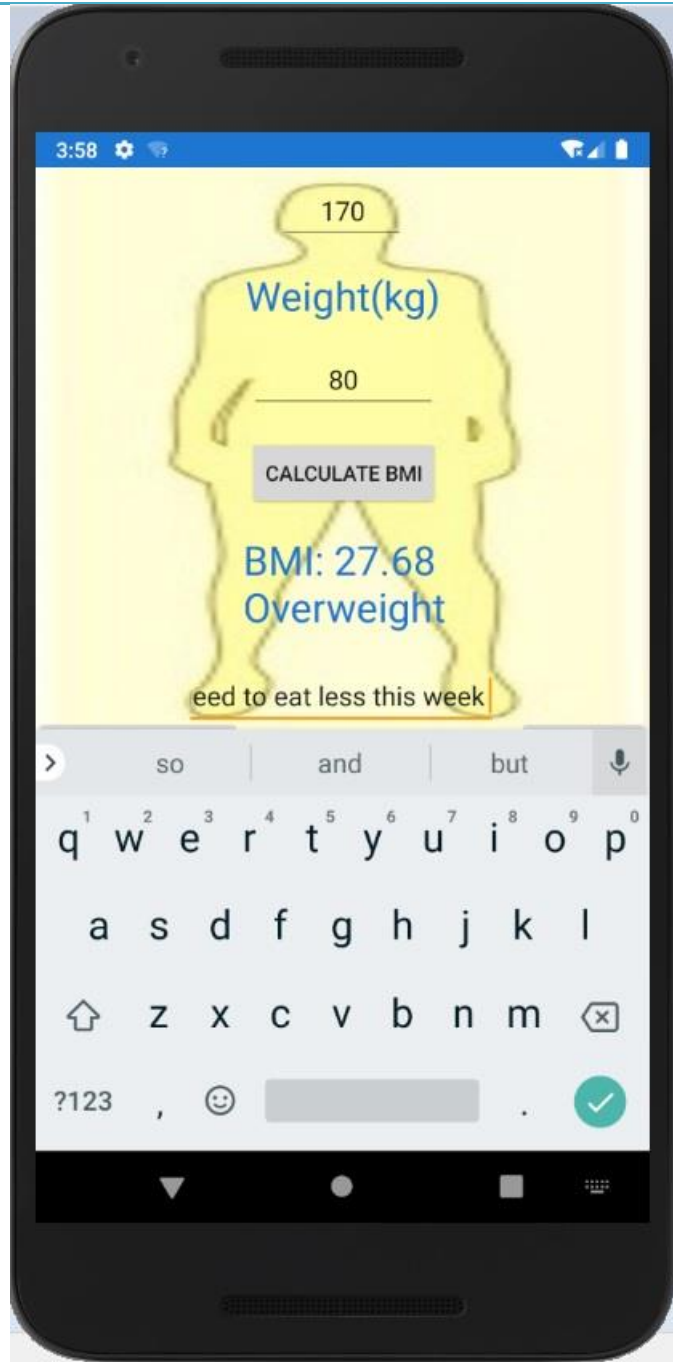 3:58
170
Weight(kg)
80
CALCULATE BMI
BMI: 27.68
Overweight
eed to eat less this week
so and but
1 2 3 4 5 6 7 8 9 0
q w e r t y u i o p
a s d f g h j k l
z x c v b n m
?123 , .